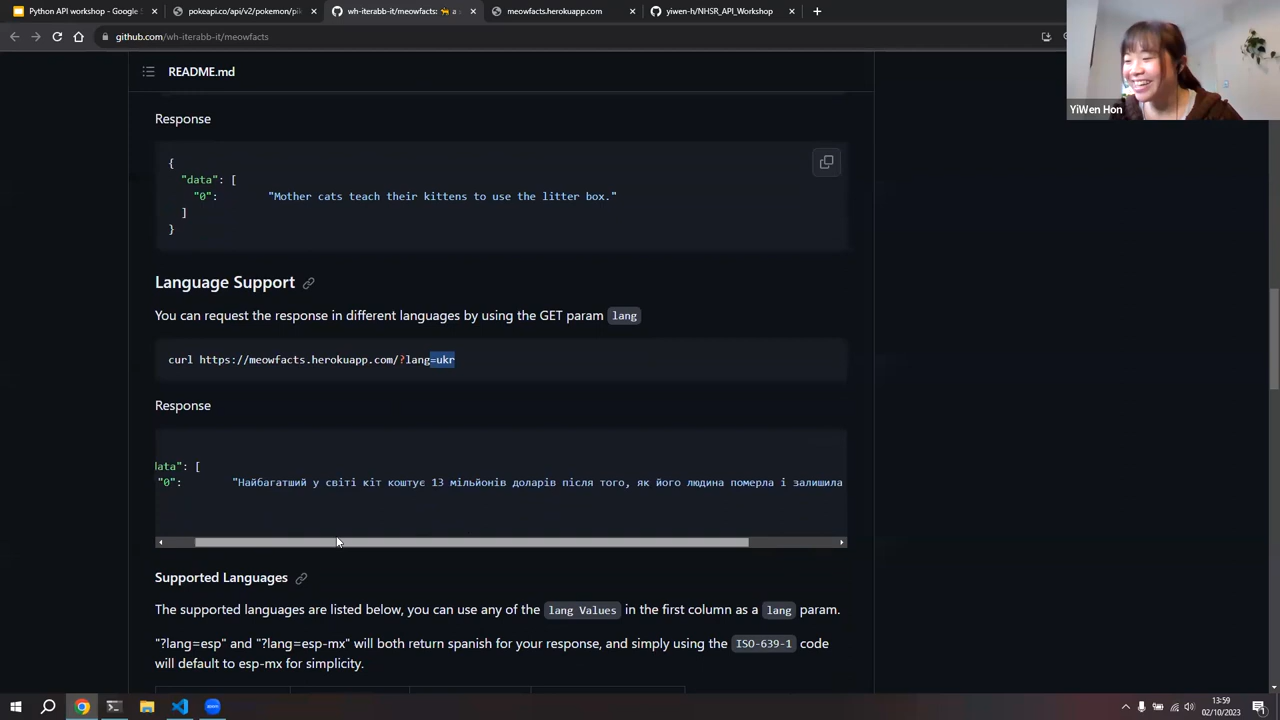 Python API workshop - Google S
pokeapi.co/api/v2/pokemon/pi
wh-iterabb-it/meowfacts: 🐈 a
meowfacts.herokuapp.com
yiwen-h/NHSR_API_Workshop
github.com/wh-iterabb-it/meowfacts
YiWen Hon
README.md
Response
{
"data": [
"0": "Mother cats teach their kittens to use the litter box."
]
}
Language Support
You can request the response in different languages by using the GET param lang
curl https://meowfacts.herokuapp.com/?lang=ukr
Response
data": [
"0": "Найбагатший у світі кіт коштує 13 мільйонів доларів після того, як його людина померла і залишила
Supported Languages
The supported languages are listed below, you can use any of the lang Values in the first column as a lang param.
"?lang=esp" and "?lang=esp-mx" will both return spanish for your response, and simply using the ISO-639-1 code
will default to esp-mx for simplicity.
13:59
02/10/2023